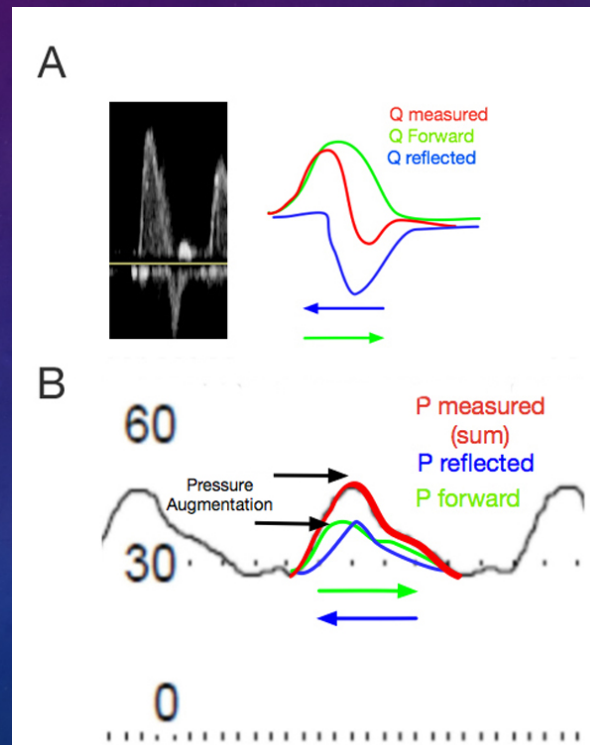 A
Q measured
Q Forward
Q reflected
B
60
30
0
Pressure
Augmentation
P measured
(sum)
P reflected
P forward